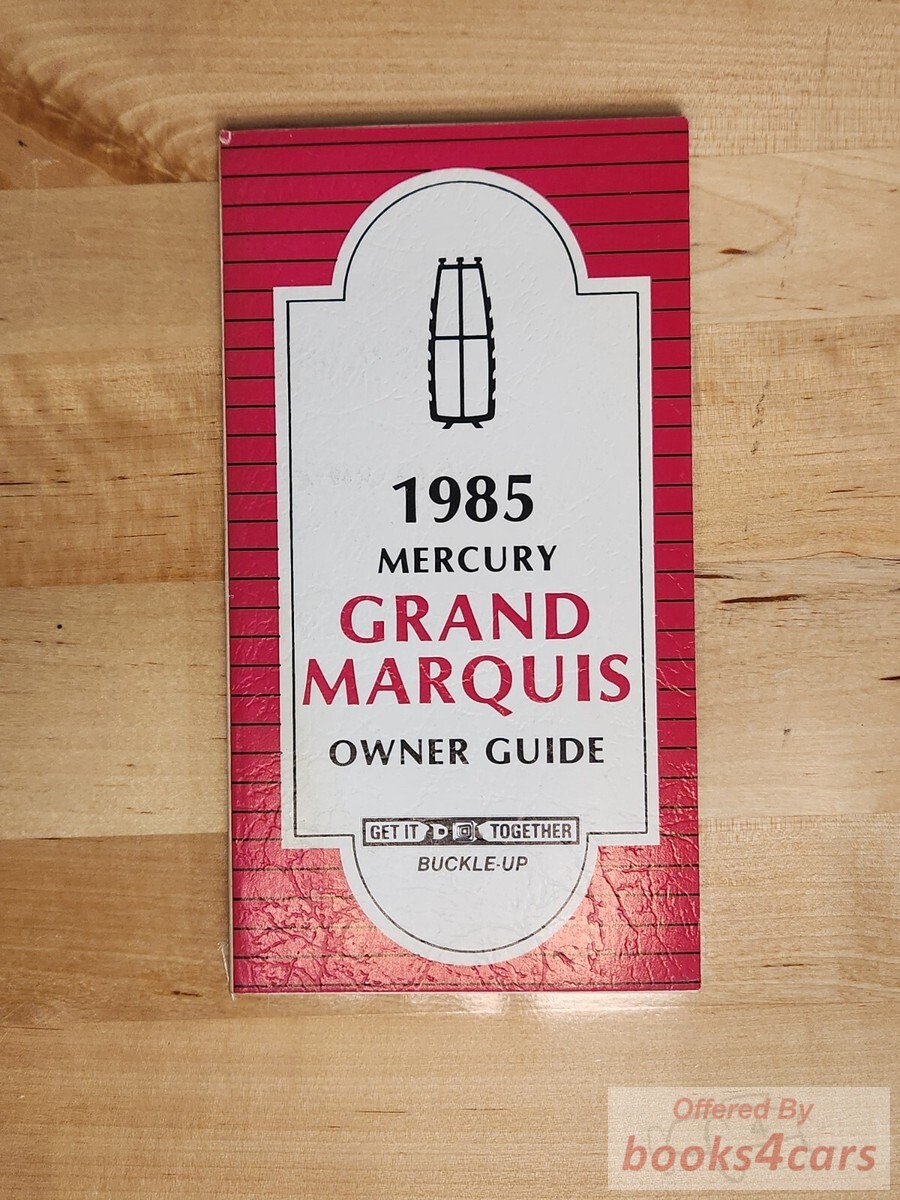 1985
MERCURY
GRAND
MARQUIS
OWNER GUIDE
GET IT TOGETHER
BUCKLE-UP
Offered By
books4cars